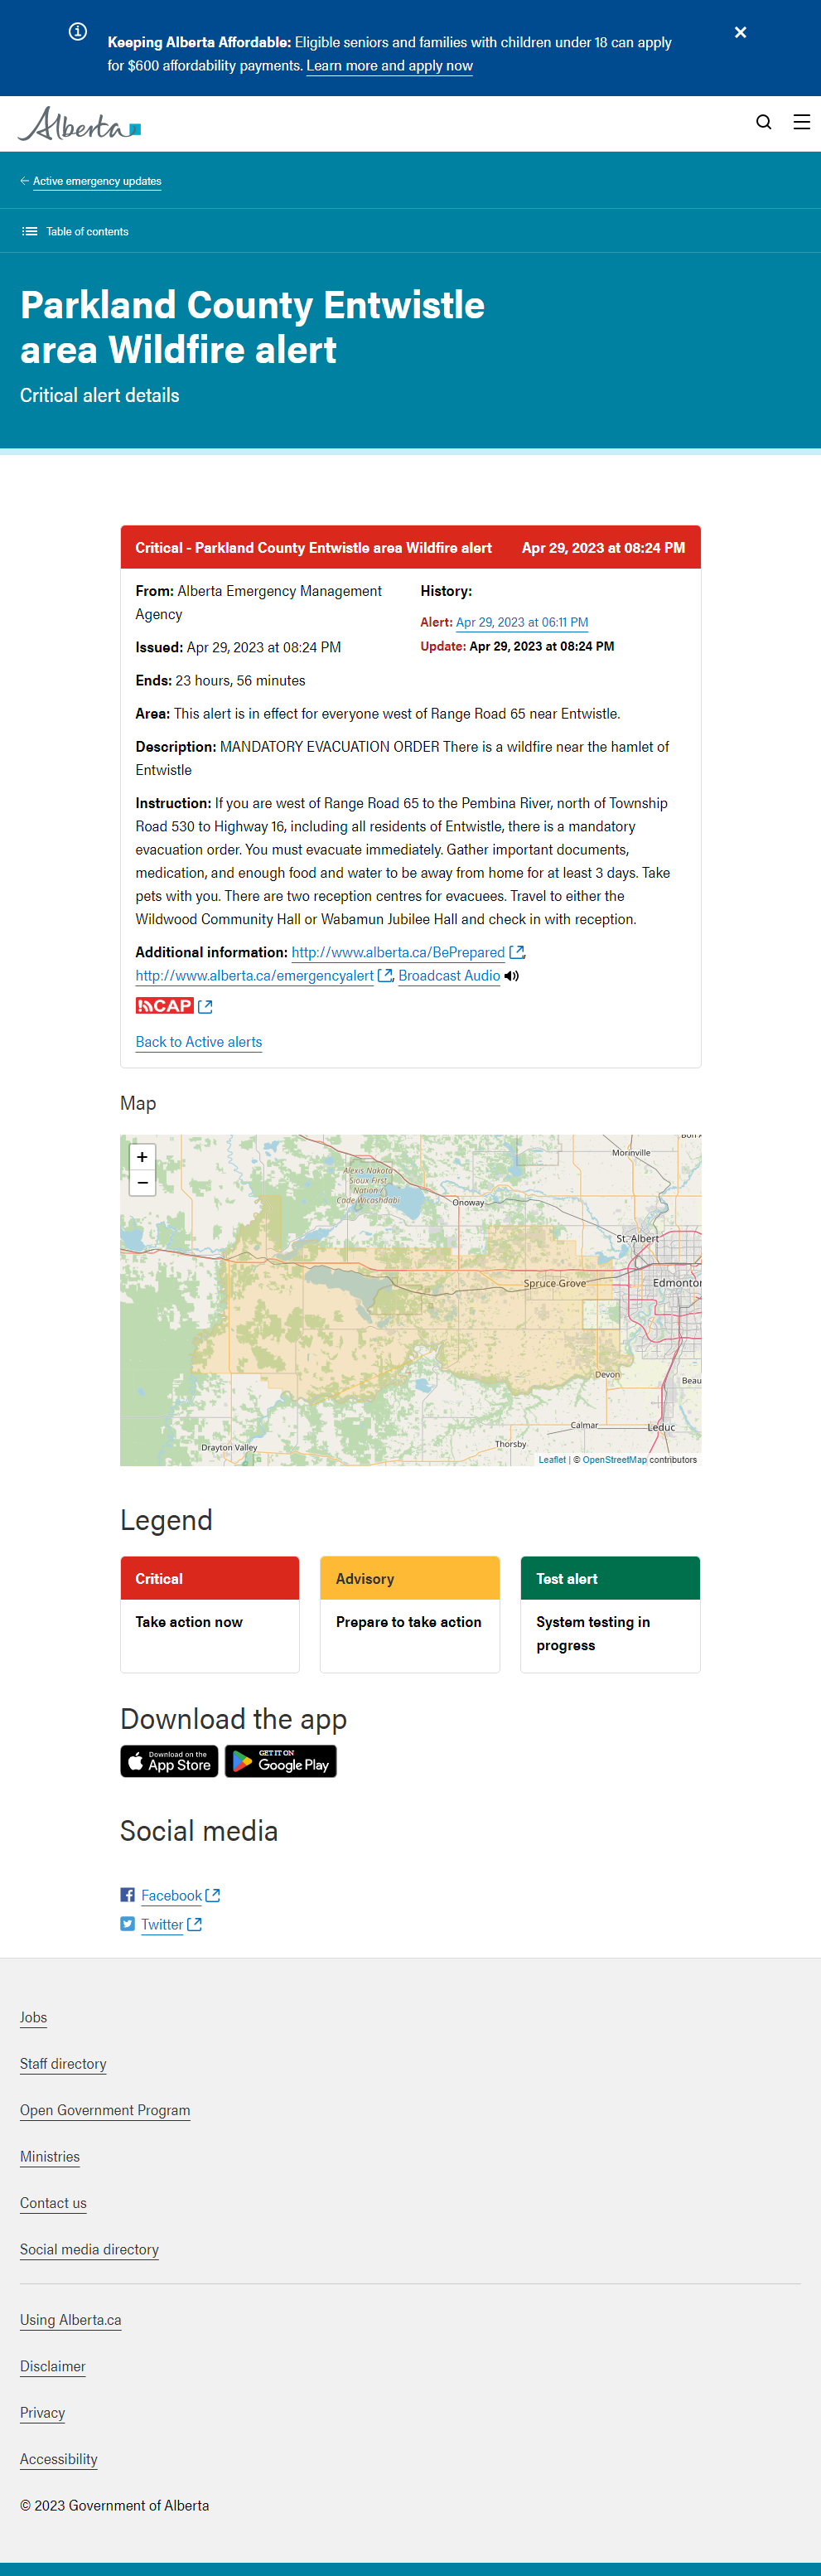 Keeping Alberta Affordable: Eligible seniors and families with children under 18 can apply
for $600 affordability payments. Learn more and apply now
Alberta
Active emergency updates
Table of contents
Parkland County Entwistle
area Wildfire alert
Critical alert details
Critical - Parkland County Entwistle area Wildfire alert Apr 29, 2023 at 08:24 PM
From: Alberta Emergency Management
Agency
Issued: Apr 29, 2023 at 08:24 PM
Ends: 23 hours, 56 minutes
History:
Alert: Apr 29, 2023 at 06:11 PM
Update: Apr 29, 2023 at 08:24 PM
Area: This alert is in effect for everyone west of Range Road 65 near Entwistle.
Description: MANDATORY EVACUATION ORDER There is a wildfire near the hamlet of
Entwistle
Instruction: If you are west of Range Road 65 to the Pembina River, north of Township
Road 530 to Highway 16, including all residents of Entwistle, there is a mandatory
evacuation order. You must evacuate immediately. Gather important documents,
medication, and enough food and water to be away from home for at least 3 days. Take
pets with you. There are two reception centres for evacuees. Travel to either the
Wildwood Community Hall or Wabamun Jubilee Hall and check in with reception.
Additional information: http://www.alberta.ca/BePrepared,
http://www.alberta.ca/emergencyalert, Broadcast Audio
CAP
Back to Active alerts
Map
+
−
Morinville
Alexis Nakota
Sioux First
Nation /
Cade Wicoshdabi
Onoway
St. Albert
Spruce Grove
Edmonton
Devon
Beau
Calmar
Leduc
Thorsby
Drayton Valley
Leaflet | © OpenStreetMap contributors
Legend
Critical
Take action now
Advisory
Prepare to take action
Test alert
System testing in
progress
Download the app
Download on the
App Store
GET IT ON
Google Play
Social media
Facebook
Twitter
Jobs
Staff directory
Open Government Program
Ministries
Contact us
Social media directory
Using Alberta.ca
Disclaimer
Privacy
Accessibility
© 2023 Government of Alberta